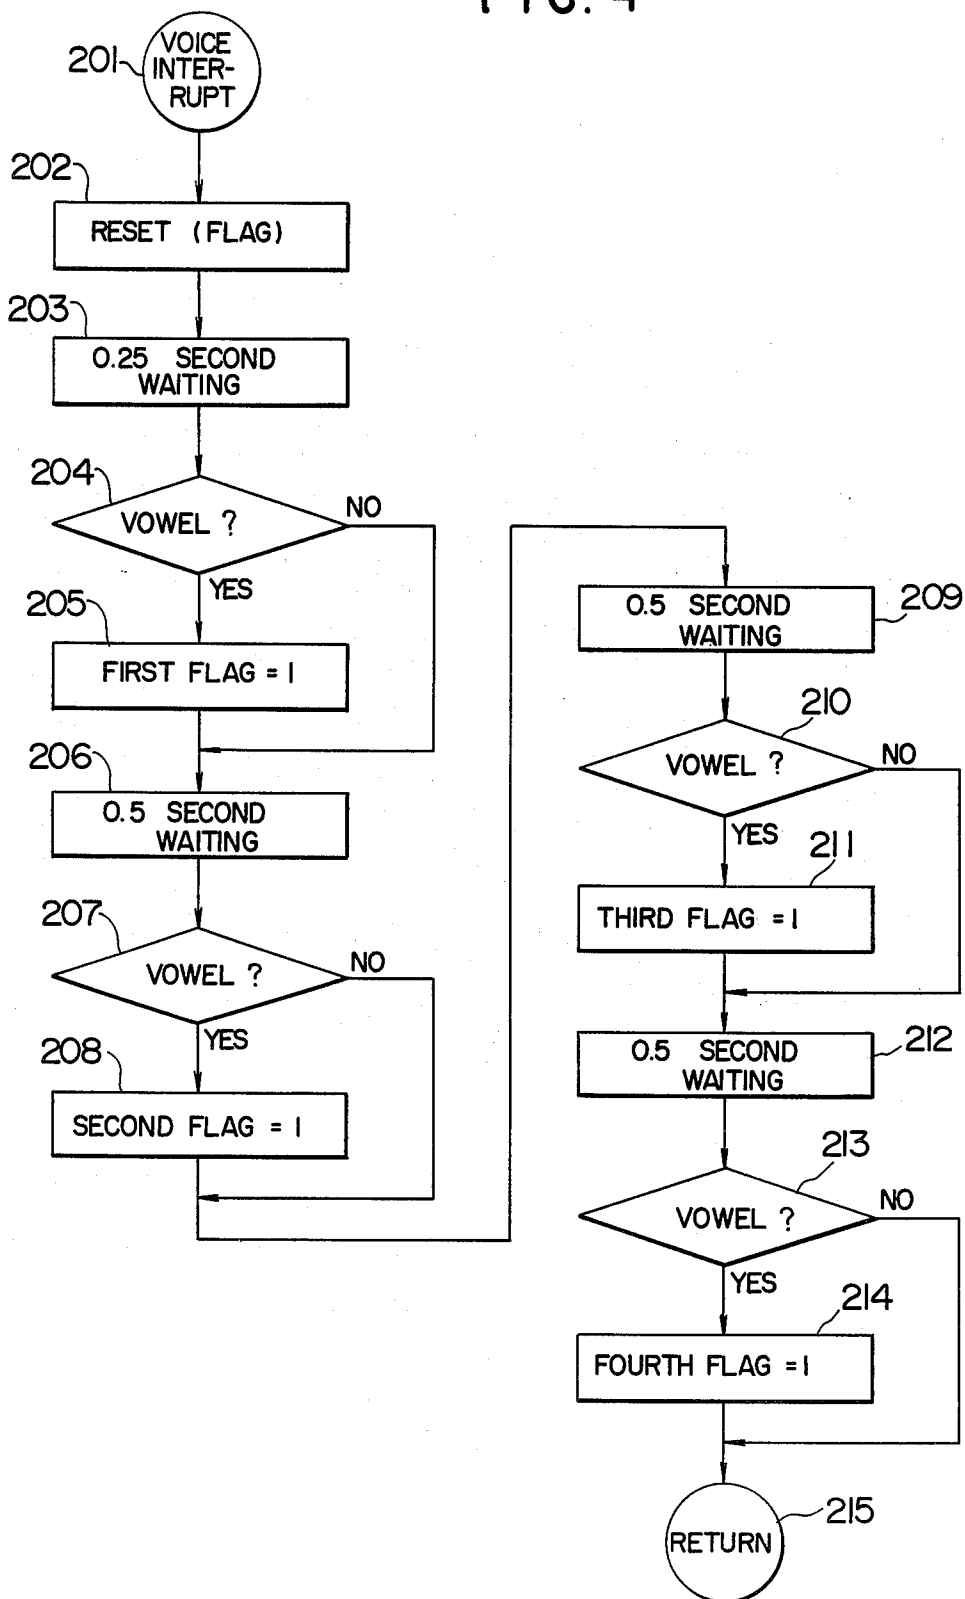 FIG. 4
201
VOICE
INTER-
RUPT
202
RESET (FLAG)
203
0.25 SECOND
WAITING
204
VOWEL ?
NO
YES
205
FIRST FLAG = 1
206
0.5 SECOND
WAITING
207
VOWEL ?
NO
YES
208
SECOND FLAG = 1
209
0.5 SECOND
WAITING
210
VOWEL ?
NO
YES
211
THIRD FLAG = 1
212
0.5 SECOND
WAITING
213
VOWEL ?
NO
YES
214
FOURTH FLAG = 1
215
RETURN